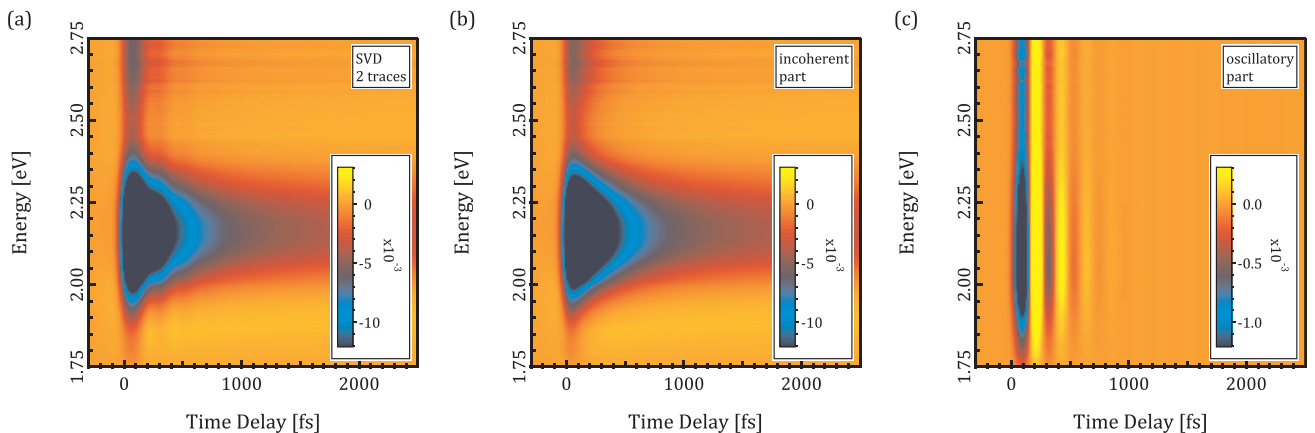 (a)
2.75
2.50
2.25
2.00
1.75
Energy [eV]
SVD
2 traces
0
-5
-10
x10⁻³
0
1000
2000
Time Delay [fs]
(b)
2.75
2.50
2.25
2.00
1.75
Energy [eV]
incoherent
part
0
-5
-10
x10⁻³
0
1000
2000
Time Delay [fs]
(c)
2.75
2.50
2.25
2.00
1.75
Energy [eV]
oscillatory
part
0.0
-0.5
-1.0
x10⁻³
0
1000
2000
Time Delay [fs]